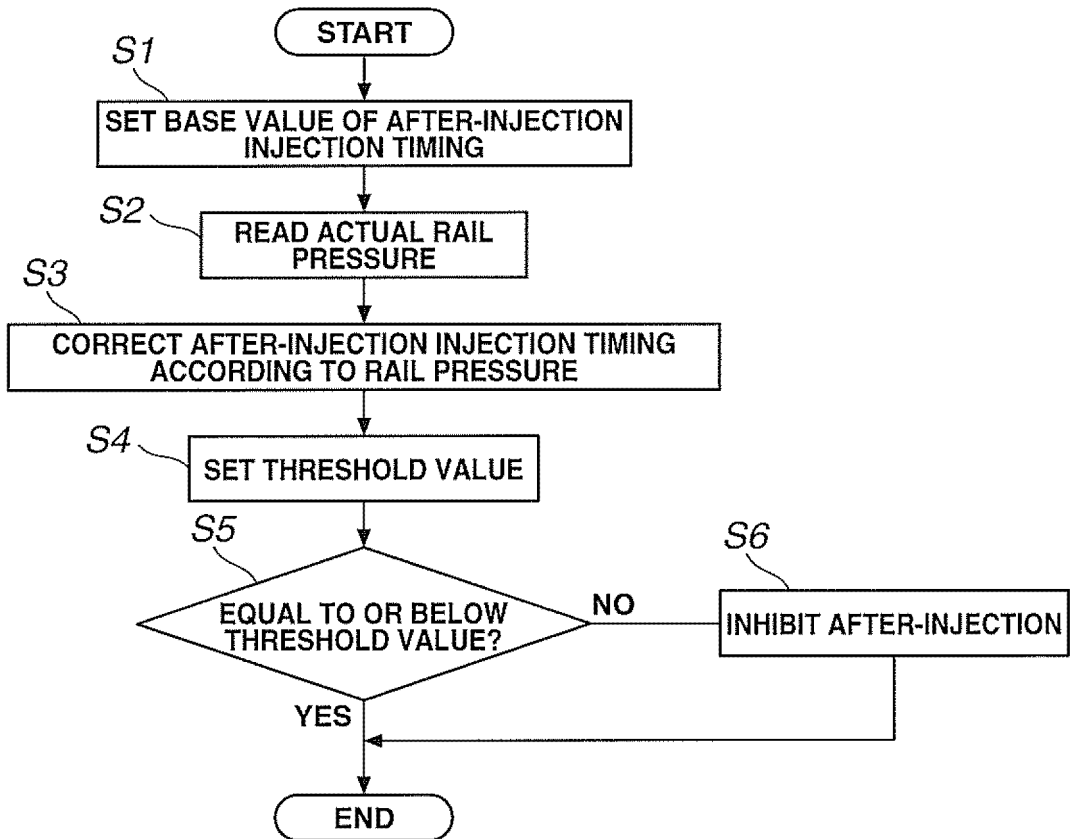 START
S1
SET BASE VALUE OF AFTER-INJECTION
INJECTION TIMING
S2
READ ACTUAL RAIL
PRESSURE
S3
CORRECT AFTER-INJECTION INJECTION TIMING
ACCORDING TO RAIL PRESSURE
S4
SET THRESHOLD VALUE
S5
EQUAL TO OR BELOW
THRESHOLD VALUE?
NO
S6
INHIBIT AFTER-INJECTION
YES
END